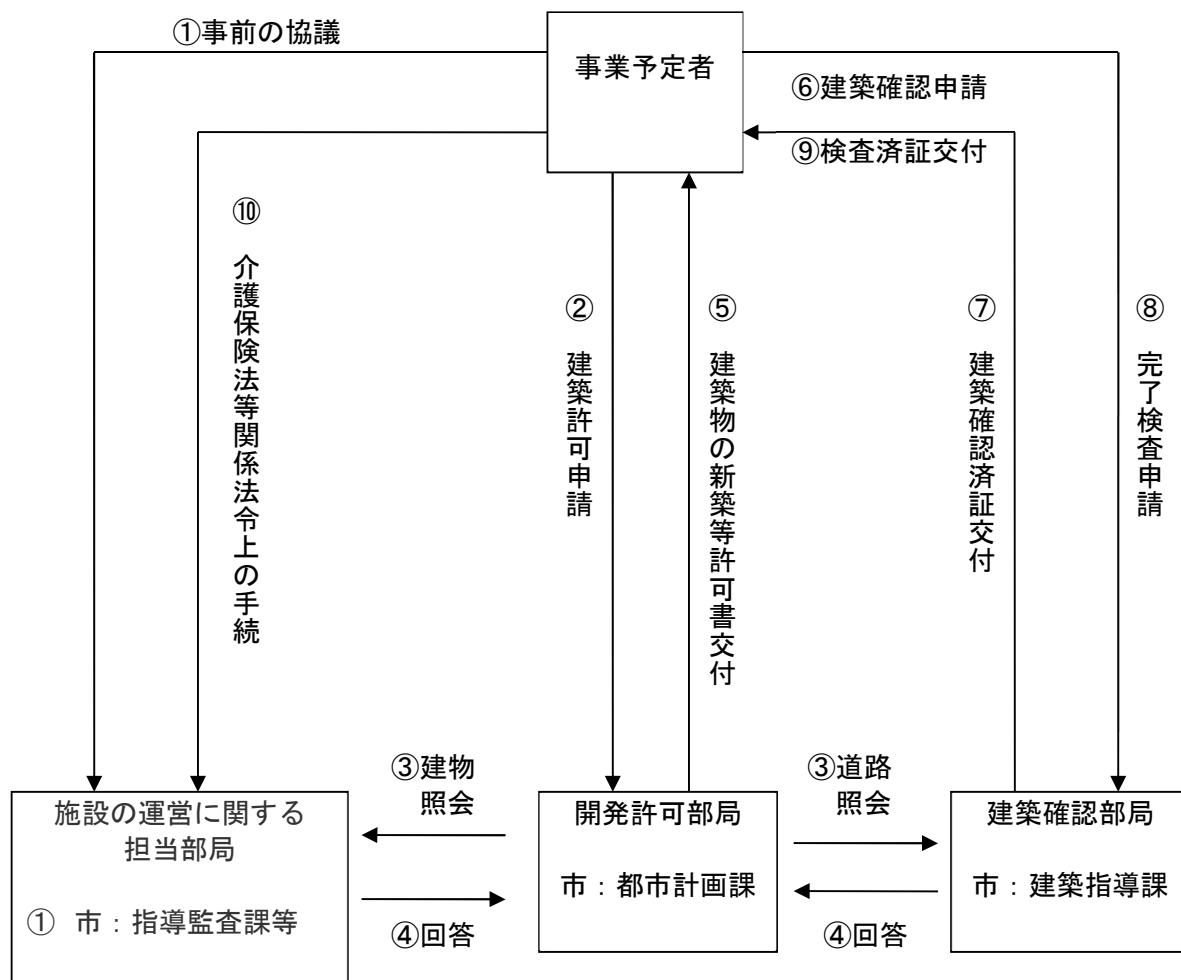 ①事前の協議
事業予定者
⑥建築確認申請
⑨検査済証交付
⑩ 介護保険法等関係法令上の手続
② 建築許可申請
⑤ 建築物の新築等許可書交付
⑦ 建築確認済証交付
⑧ 完了検査申請
③建物
照会
③道路
照会
施設の運営に関する
担当部局
① 市：指導監査課等
開発許可部局
市：都市計画課
建築確認部局
市：建築指導課
④回答
④回答